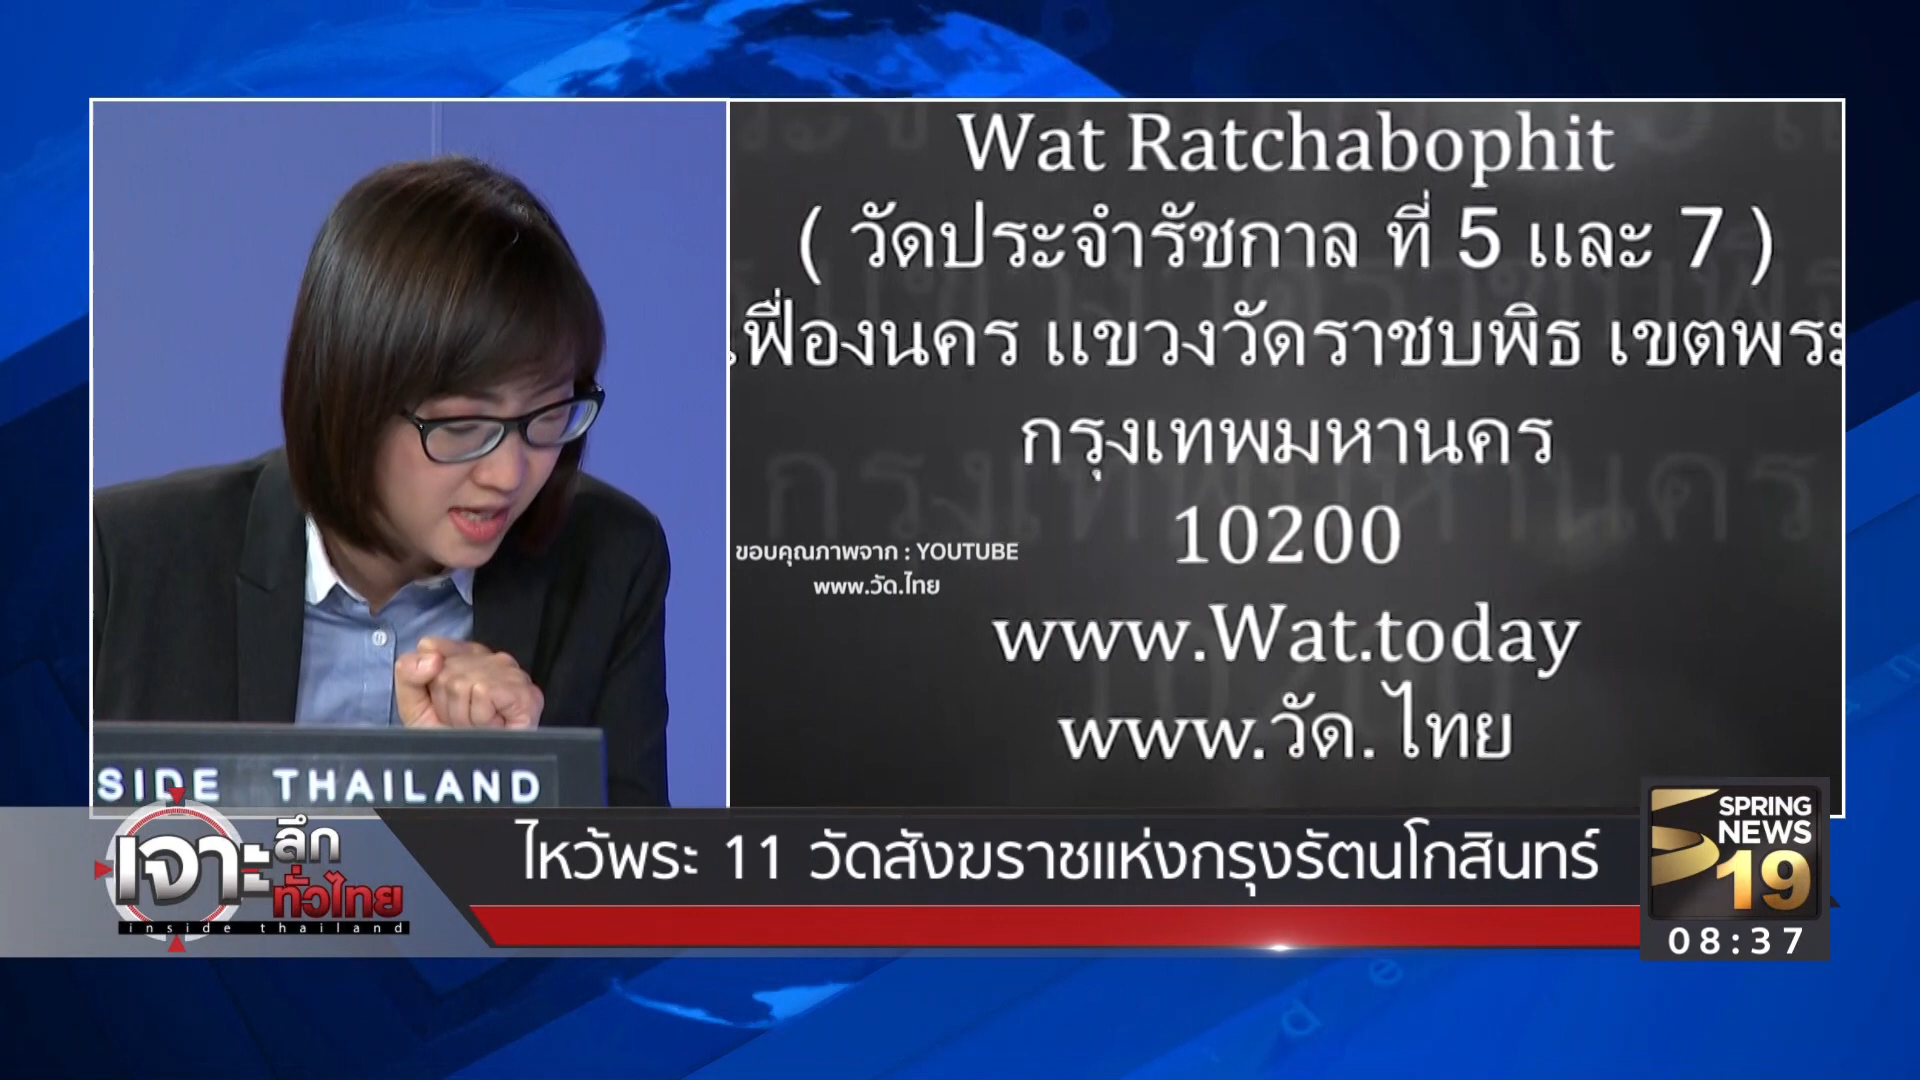 Wat Ratchabophit
( วัดประจำรัชกาล ที่ 5 และ 7 )
เฟื่องนคร แขวงวัดราชบพิธ เขตพระ
กรุงเทพมหานคร
10200
ขอบคุณภาพจาก : YOUTUBE
www.วัด.ไทย
www.Wat.today
www.วัด.ไทย
SIDE THAILAND
เจาะลึกทั่วไทย
inside thailand
ไหว้พระ 11 วัดสังฆราชแห่งกรุงรัตนโกสินทร์
SPRING
NEWS
19
08:37